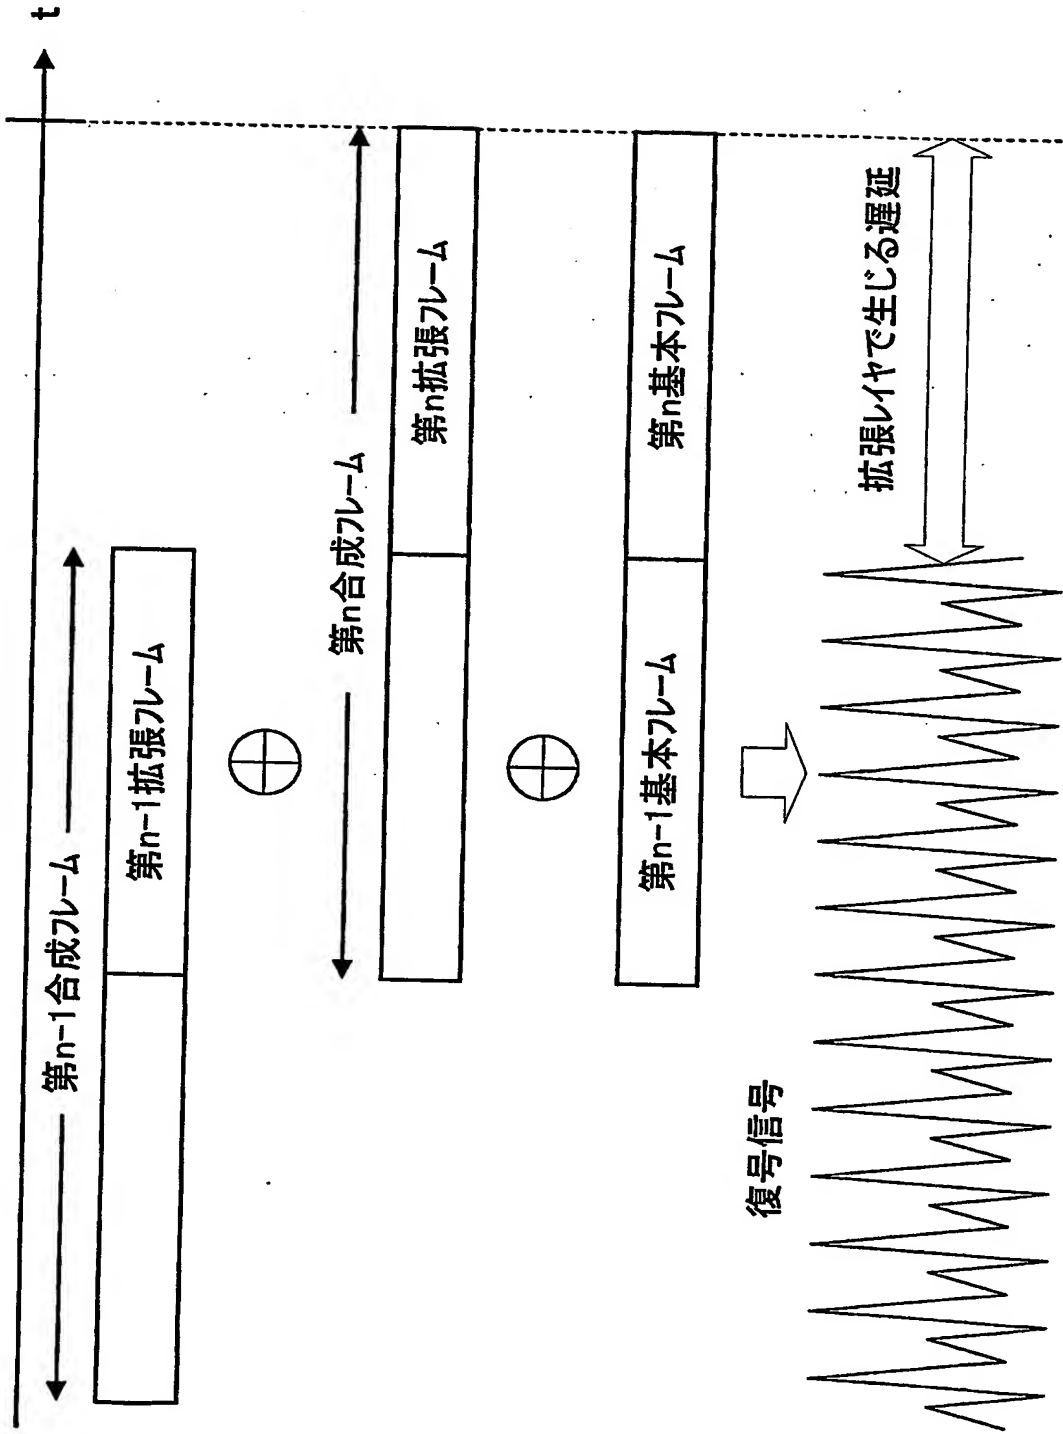 t
第n-1合成フレーム
第n-1拡張フレーム
第n合成フレーム
第n拡張フレーム
第n-1基本フレーム
第n基本フレーム
復号信号
拡張レイヤで生じる遅延